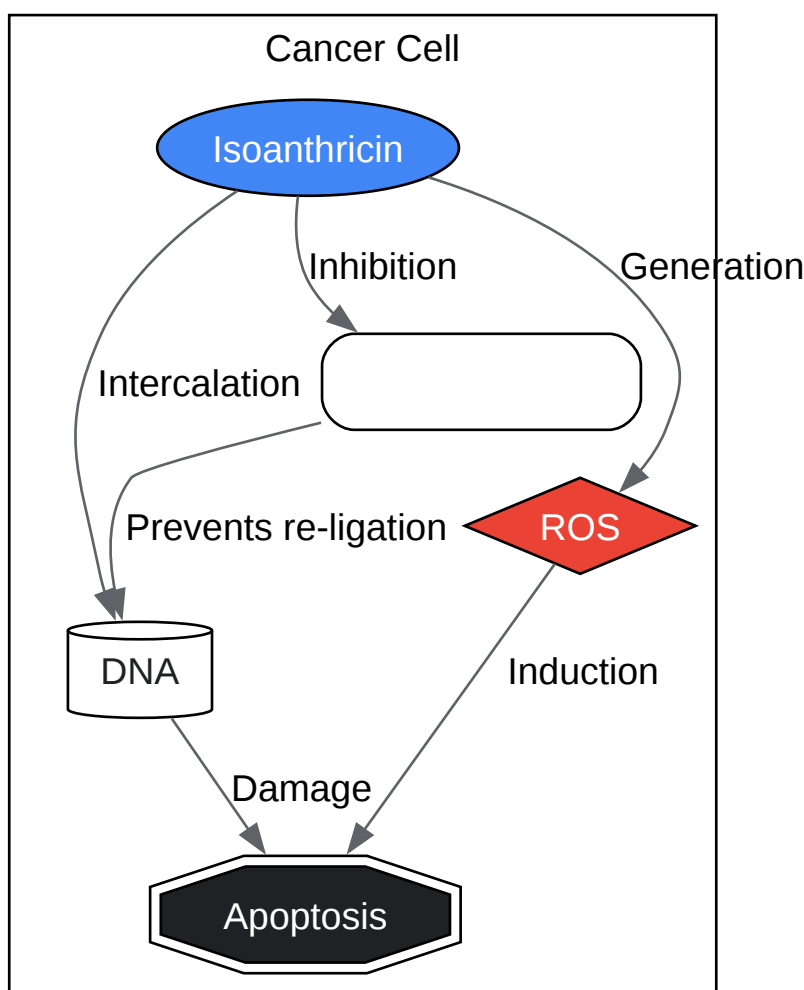 Cancer Cell
Isoanthricin
Inhibition
Generation
Intercalation
Prevents re-ligation
ROS
DNA
Induction
Damage
Apoptosis